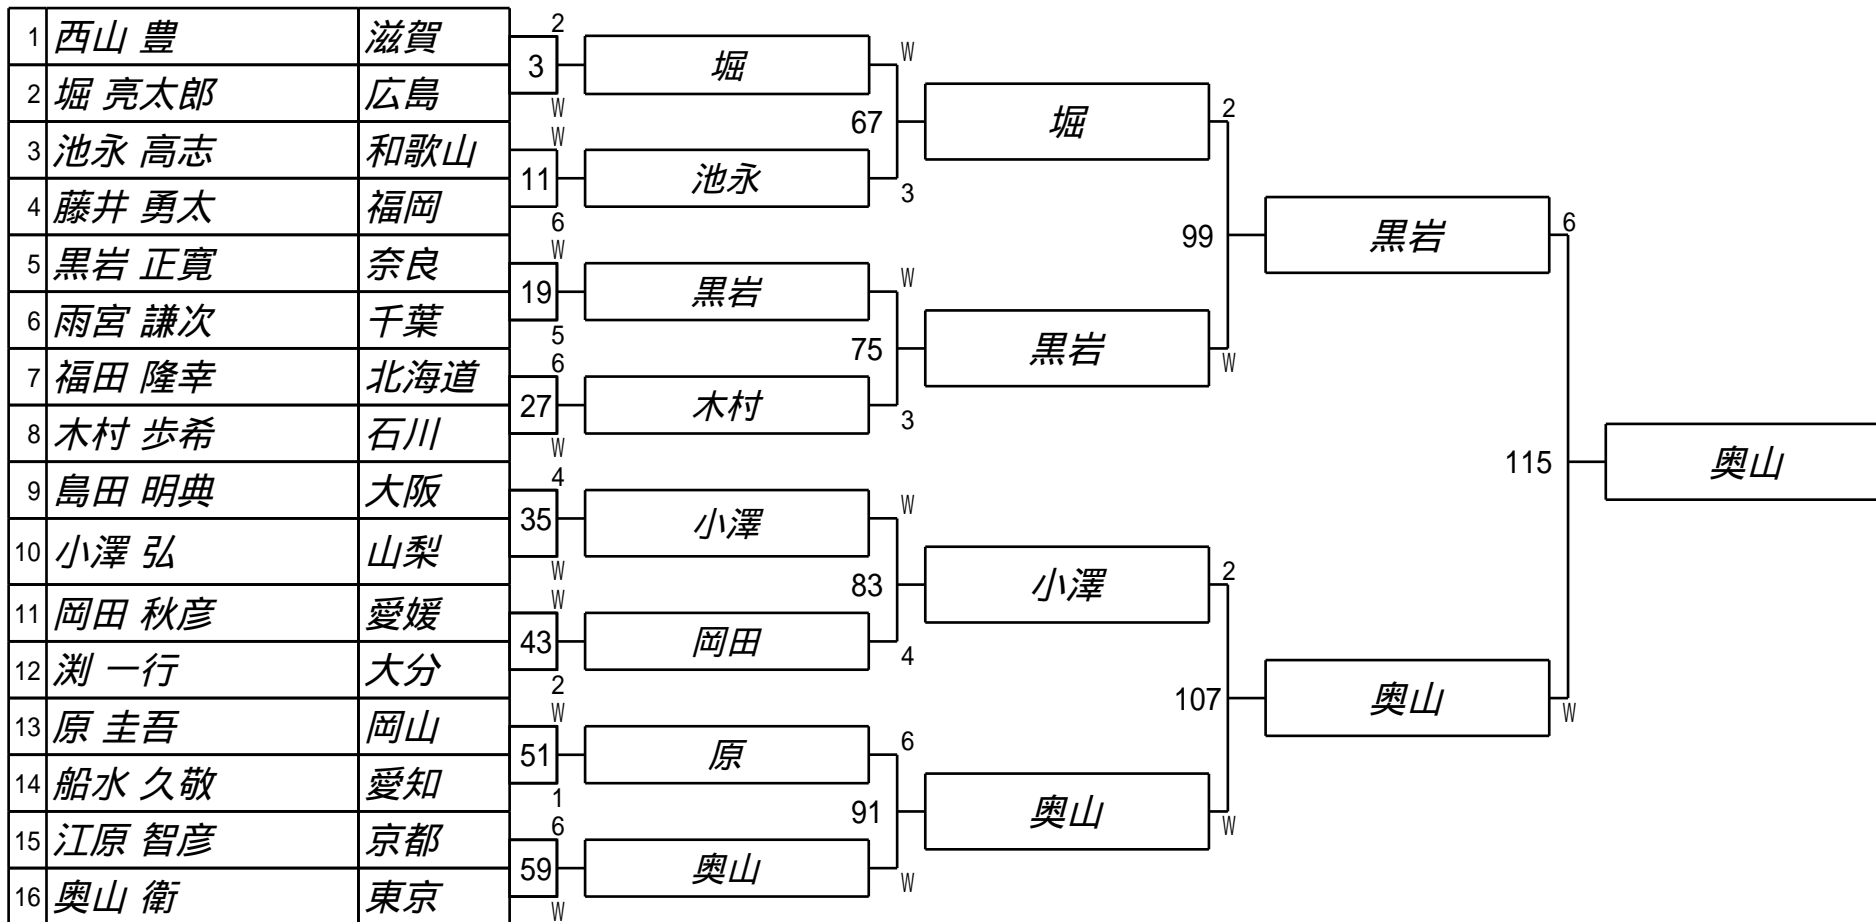 1 西山 豊 滋賀
2 堀 亮太郎 広島
3 池永 高志 和歌山
4 藤井 勇太 福岡
5 黒岩 正寛 奈良
6 雨宮 謙次 千葉
7 福田 隆幸 北海道
8 木村 歩希 石川
9 島田 明典 大阪
10 小澤 弘 山梨
11 岡田 秋彦 愛媛
12 渕 一行 大分
13 原 圭吾 岡山
14 船水 久敬 愛知
15 江原 智彦 京都
16 奥山 衛 東京
2
3
W
W
11
6
W
19
5
6
27
W
4
35
W
W
43
2
W
51
1
6
59
W
堀 W
67
池永 3
黒岩 W
75
木村 3
小澤 W
83
岡田 4
原 6
91
奥山 W
堀 2
99
黒岩 W
小澤 2
107
奥山 W
黒岩 6
115
奥山 W
奥山